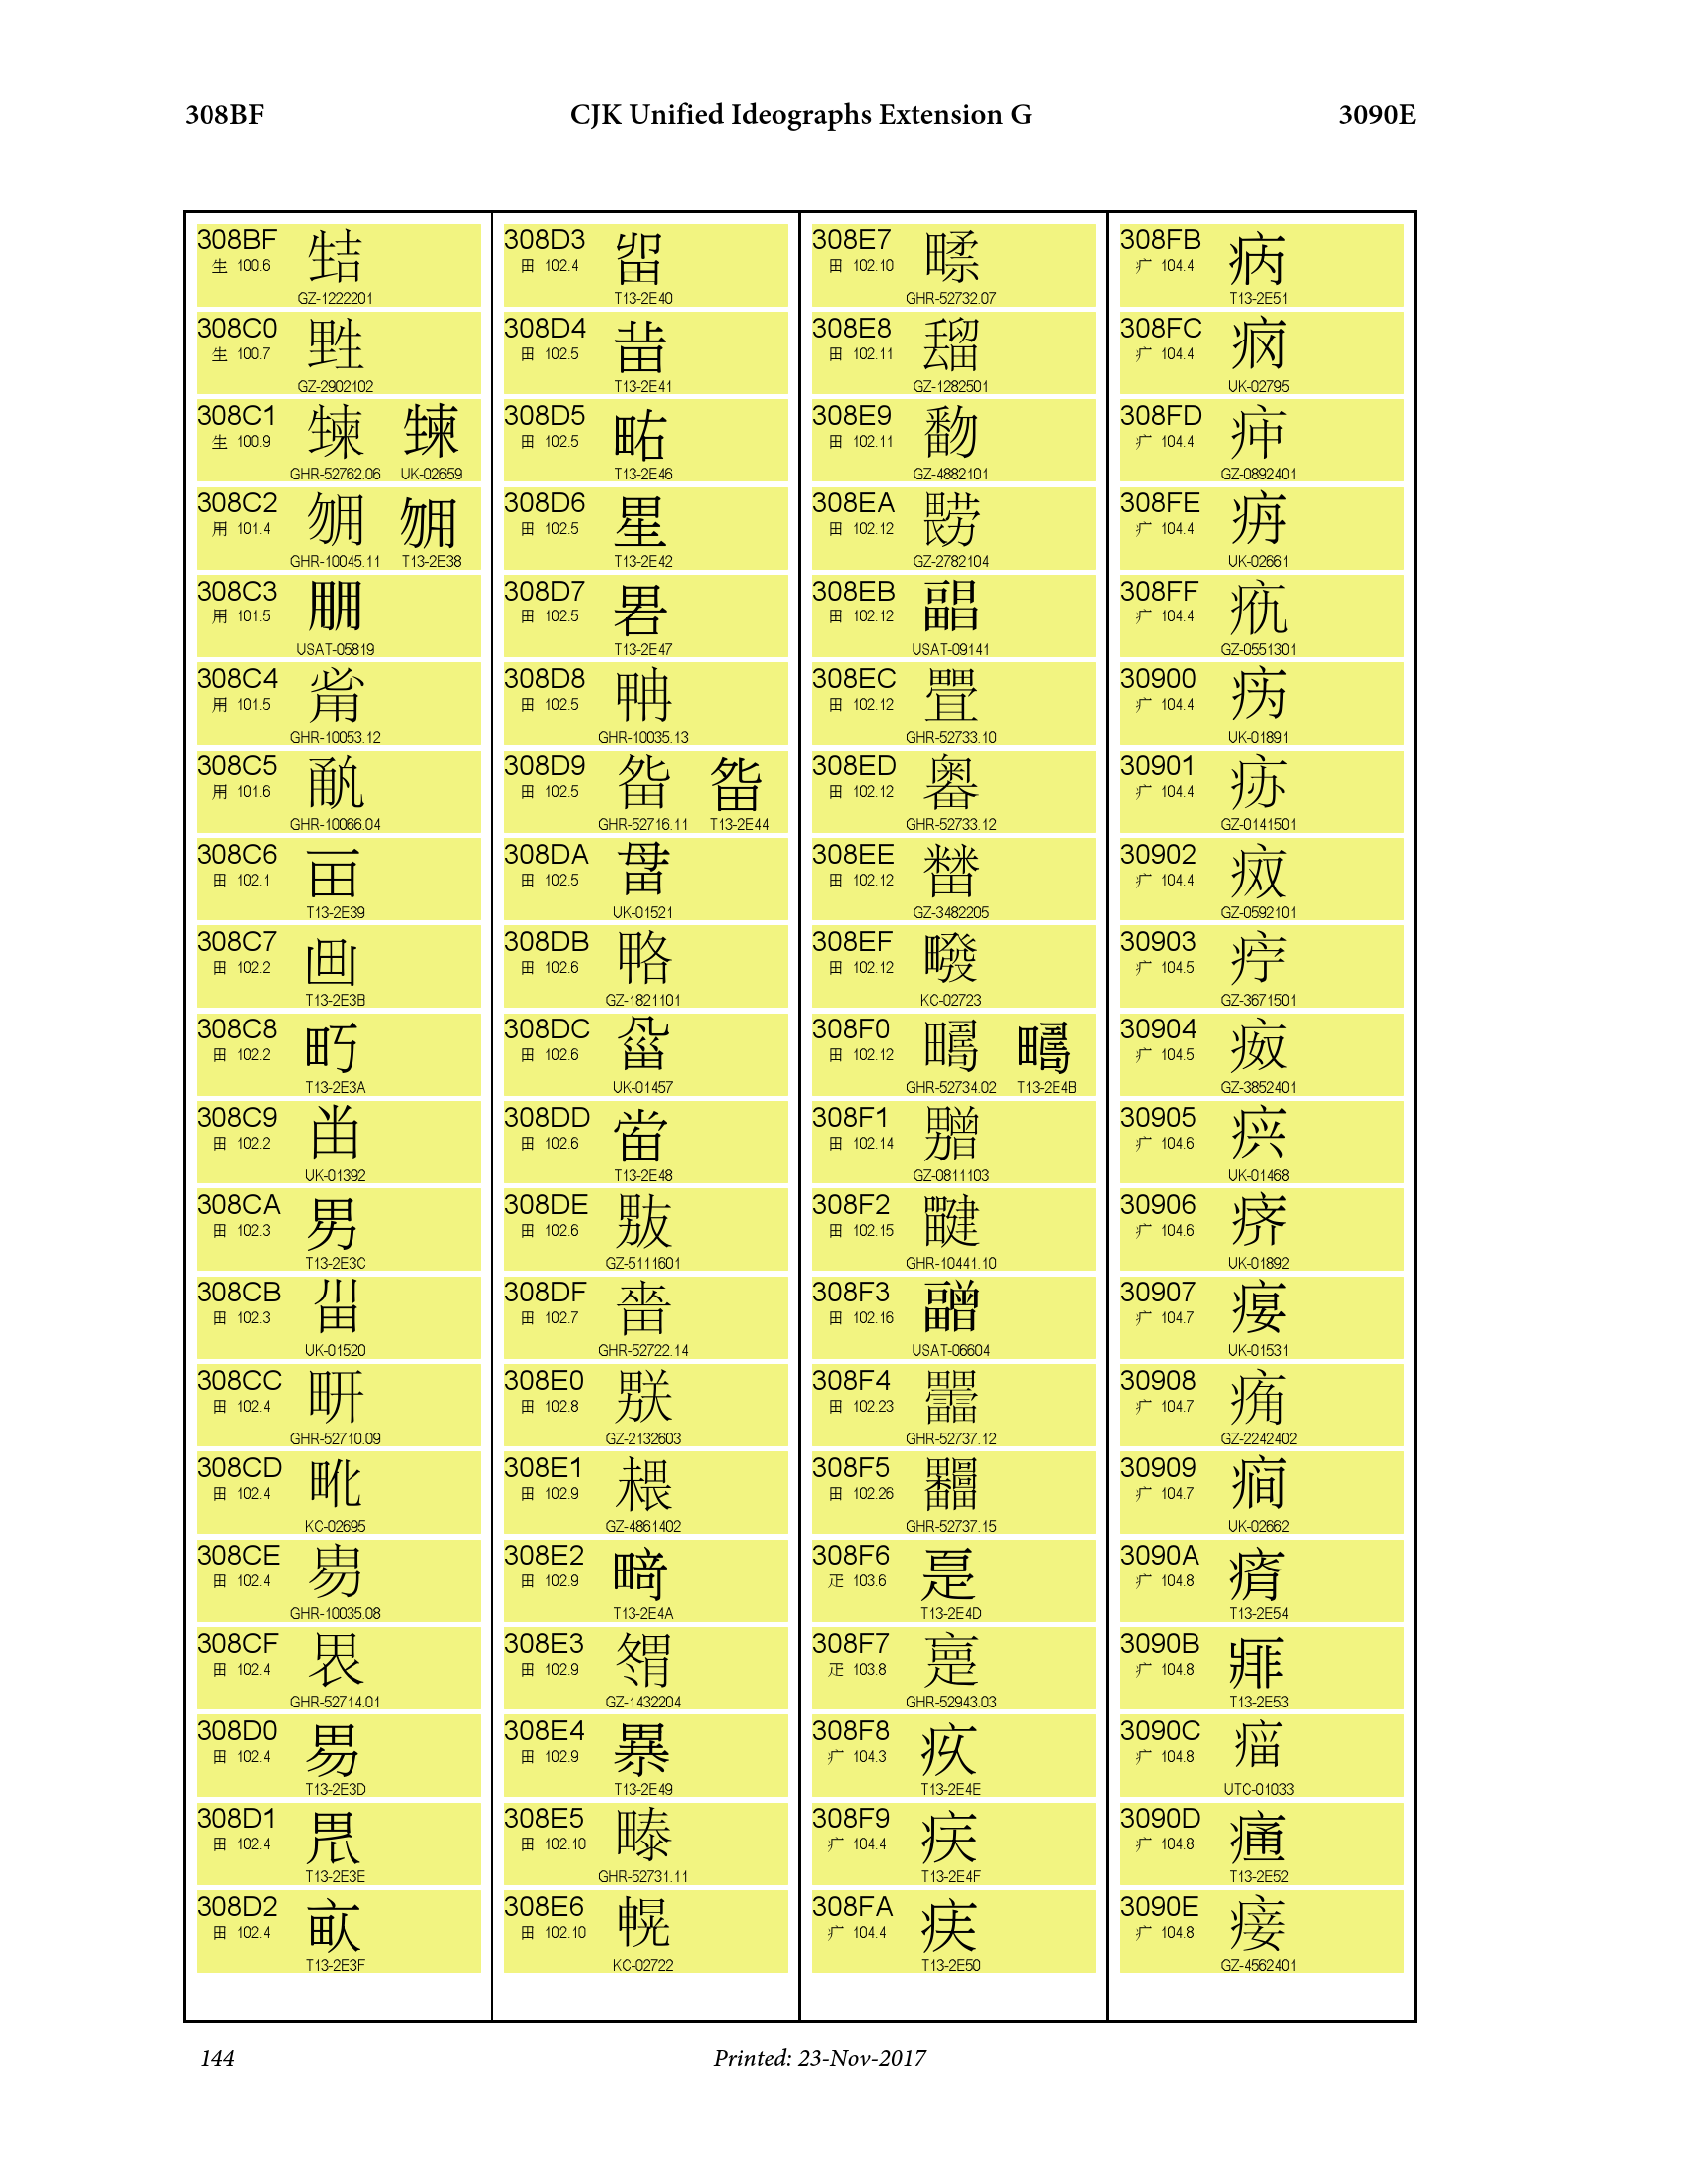 308BF CJK Unified Ideographs Extension G 3090E
308BF
生 100.6
GZ-1222201
308C0
生 100.7
GZ-2902102
308C1
生 100.9
GHR-52762.06 UK-02659
308C2
用 101.4
GHR-10045.11 T13-2E38
308C3
用 101.5
USAT-05819
308C4
用 101.5
GHR-10053.12
308C5
用 101.6
GHR-10066.04
308C6
田 102.1
T13-2E39
308C7
田 102.2
T13-2E3B
308C8
田 102.2
T13-2E3A
308C9
田 102.2
UK-01392
308CA
田 102.3
T13-2E3C
308CB
田 102.3
UK-01520
308CC
田 102.4
GHR-52710.09
308CD
田 102.4
KC-02695
308CE
田 102.4
GHR-10035.08
308CF
田 102.4
GHR-52714.01
308D0
田 102.4
T13-2E3D
308D1
田 102.4
T13-2E3E
308D2
田 102.4
T13-2E3F
308D3
田 102.4
T13-2E40
308D4
田 102.5
T13-2E41
308D5
田 102.5
T13-2E46
308D6
田 102.5
T13-2E42
308D7
田 102.5
T13-2E47
308D8
田 102.5
GHR-10035.13
308D9
田 102.5
GHR-52716.11 T13-2E44
308DA
田 102.5
UK-01521
308DB
田 102.6
GZ-1821101
308DC
田 102.6
UK-01457
308DD
田 102.6
T13-2E48
308DE
田 102.6
GZ-5111601
308DF
田 102.7
GHR-52722.14
308E0
田 102.8
GZ-2132603
308E1
田 102.9
GZ-4861402
308E2
田 102.9
T13-2E4A
308E3
田 102.9
GZ-1432204
308E4
田 102.9
T13-2E49
308E5
田 102.10
GHR-52731.11
308E6
田 102.10
KC-02722
308E7
田 102.10
GHR-52732.07
308E8
田 102.11
GZ-1282501
308E9
田 102.11
GZ-4882101
308EA
田 102.12
GZ-2782104
308EB
田 102.12
USAT-09141
308EC
田 102.12
GHR-52733.10
308ED
田 102.12
GHR-52733.12
308EE
田 102.12
GZ-3482205
308EF
田 102.12
KC-02723
308F0
田 102.12
GHR-52734.02 T13-2E4B
308F1
田 102.14
GZ-0811103
308F2
田 102.15
GHR-10441.10
308F3
田 102.16
USAT-06604
308F4
田 102.23
GHR-52737.12
308F5
田 102.26
GHR-52737.15
308F6
疋 103.6
T13-2E4D
308F7
疋 103.8
GHR-52943.03
308F8
疒 104.3
T13-2E4E
308F9
疒 104.4
T13-2E4F
308FA
疒 104.4
T13-2E50
308FB
疒 104.4
T13-2E51
308FC
疒 104.4
UK-02795
308FD
疒 104.4
GZ-0892401
308FE
疒 104.4
UK-02661
308FF
疒 104.4
GZ-0551301
30900
疒 104.4
UK-01891
30901
疒 104.4
GZ-0141501
30902
疒 104.4
GZ-0592101
30903
疒 104.5
GZ-3671501
30904
疒 104.5
GZ-3852401
30905
疒 104.6
UK-01468
30906
疒 104.6
UK-01892
30907
疒 104.7
UK-01531
30908
疒 104.7
GZ-2242402
30909
疒 104.7
UK-02662
3090A
疒 104.8
T13-2E54
3090B
疒 104.8
T13-2E53
3090C
疒 104.8
UTC-01033
3090D
疒 104.8
T13-2E52
3090E
疒 104.8
GZ-4562401
144 Printed: 23-Nov-2017